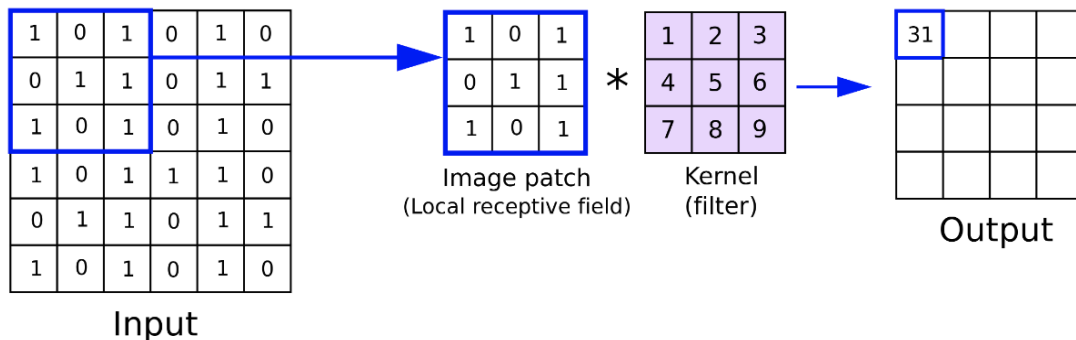 1 0 1 0 1 0
0 1 1 0 1 1
1 0 1 0 1 0
1 0 1 1 1 0
0 1 1 0 1 1
1 0 1 0 1 0
Input
1 0 1
0 1 1
1 0 1
Image patch
(Local receptive field)
*
1 2 3
4 5 6
7 8 9
Kernel
(filter)
31
Output